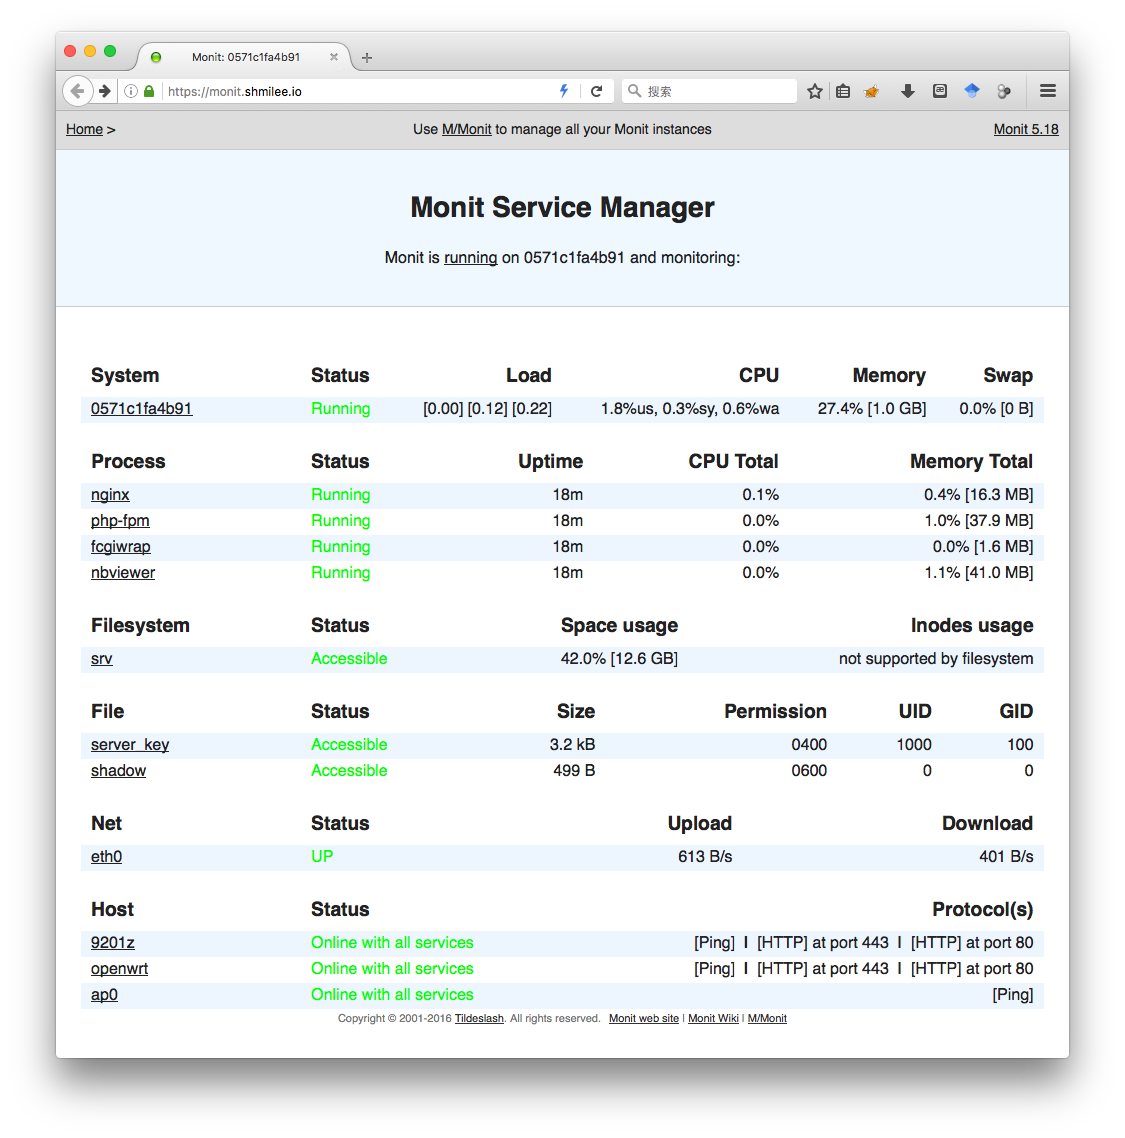 Monit: 0571c1fa4b91
https://monit.shmilee.io
搜索
Home > Use M/Monit to manage all your Monit instances Monit 5.18
Monit Service Manager
Monit is running on 0571c1fa4b91 and monitoring:
System Status Load CPU Memory Swap
0571c1fa4b91 Running [0.00] [0.12] [0.22] 1.8%us, 0.3%sy, 0.6%wa 27.4% [1.0 GB] 0.0% [0 B]
Process Status Uptime CPU Total Memory Total
nginx Running 18m 0.1% 0.4% [16.3 MB]
php-fpm Running 18m 0.0% 1.0% [37.9 MB]
fcgiwrap Running 18m 0.0% 0.0% [1.6 MB]
nbviewer Running 18m 0.0% 1.1% [41.0 MB]
Filesystem Status Space usage Inodes usage
srv Accessible 42.0% [12.6 GB] not supported by filesystem
File Status Size Permission UID GID
server_key Accessible 3.2 kB 0400 1000 100
shadow Accessible 499 B 0600 0 0
Net Status Upload Download
eth0 UP 613 B/s 401 B/s
Host Status Protocol(s)
9201z Online with all services [Ping] | [HTTP] at port 443 | [HTTP] at port 80
openwrt Online with all services [Ping] | [HTTP] at port 443 | [HTTP] at port 80
ap0 Online with all services [Ping]
Copyright © 2001-2016 Tildeslash. All rights reserved. Monit web site | Monit Wiki | M/Monit